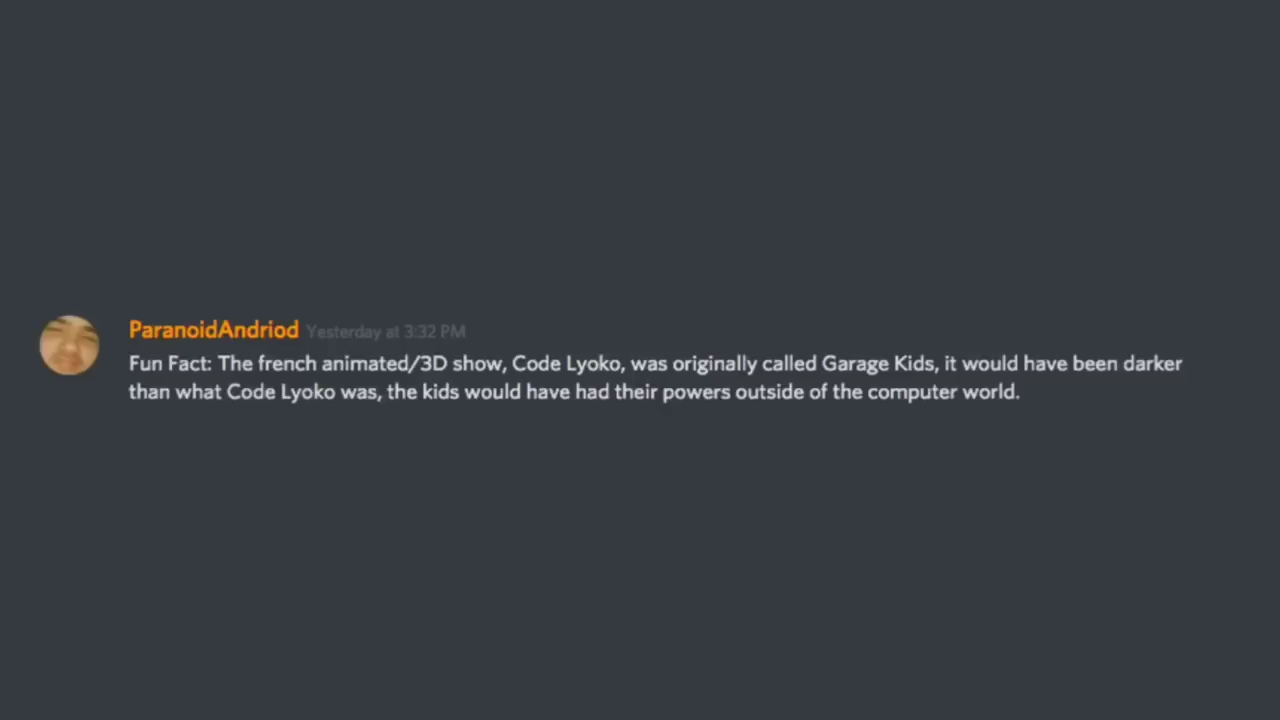 ParanoidAndriod Yesterday at 3:32 PM
Fun Fact: The french animated/3D show, Code Lyoko, was originally called Garage Kids, it would have been darker
than what Code Lyoko was, the kids would have had their powers outside of the computer world.